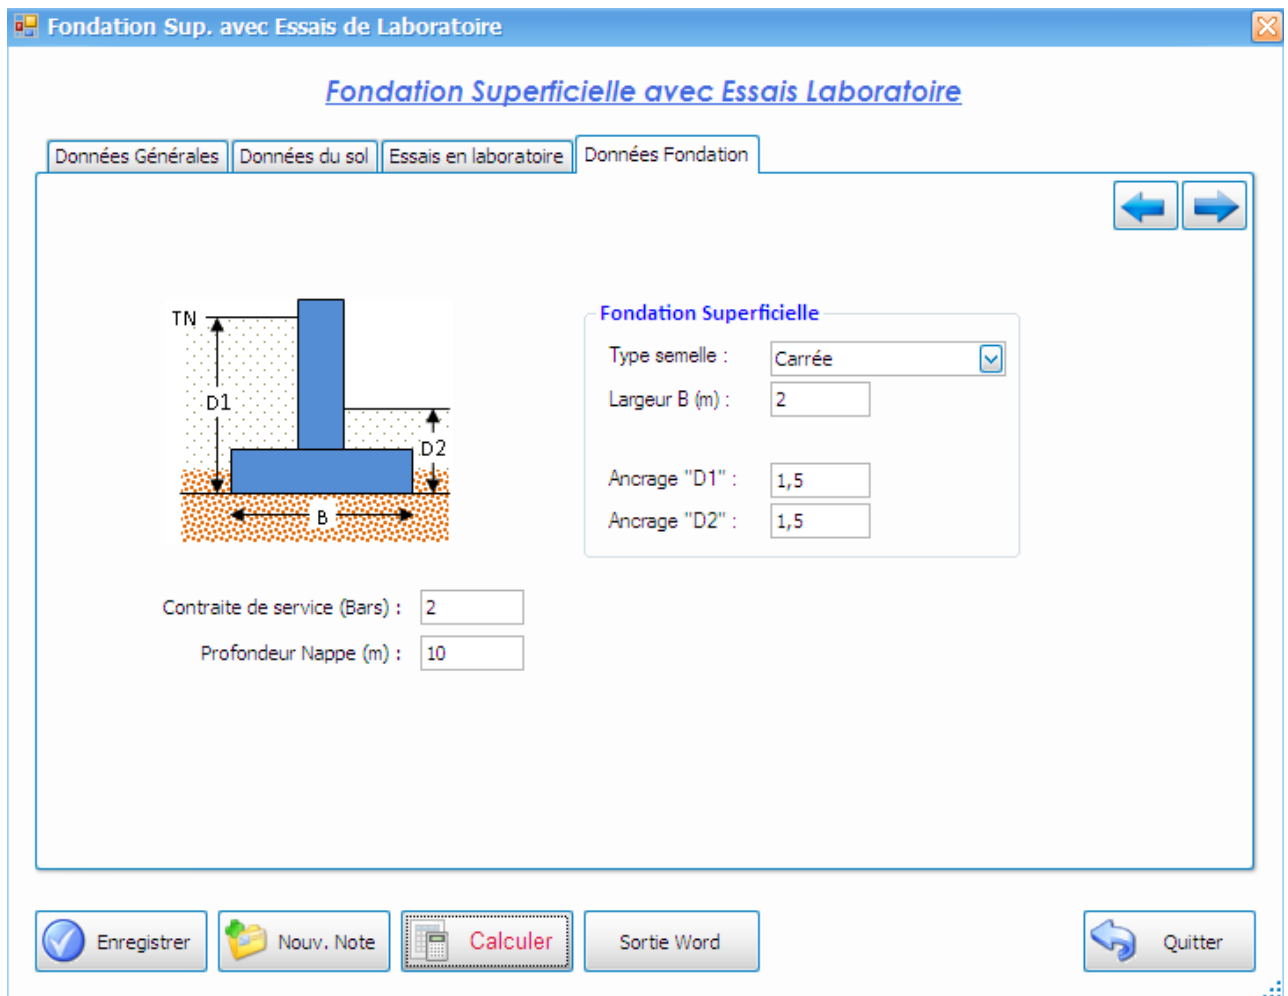 Fondation Sup. avec Essais de Laboratoire
Fondation Superficielle avec Essais Laboratoire
Données Générales
Données du sol
Essais en laboratoire
Données Fondation
TN
D1
D2
B
Fondation Superficielle
Type semelle :
Carrée
Largeur B (m) :
2
Ancrage "D1" :
1,5
Ancrage "D2" :
1,5
Contraite de service (Bars) :
2
Profondeur Nappe (m) :
10
Enregistrer
Nouv. Note
Calculer
Sortie Word
Quitter